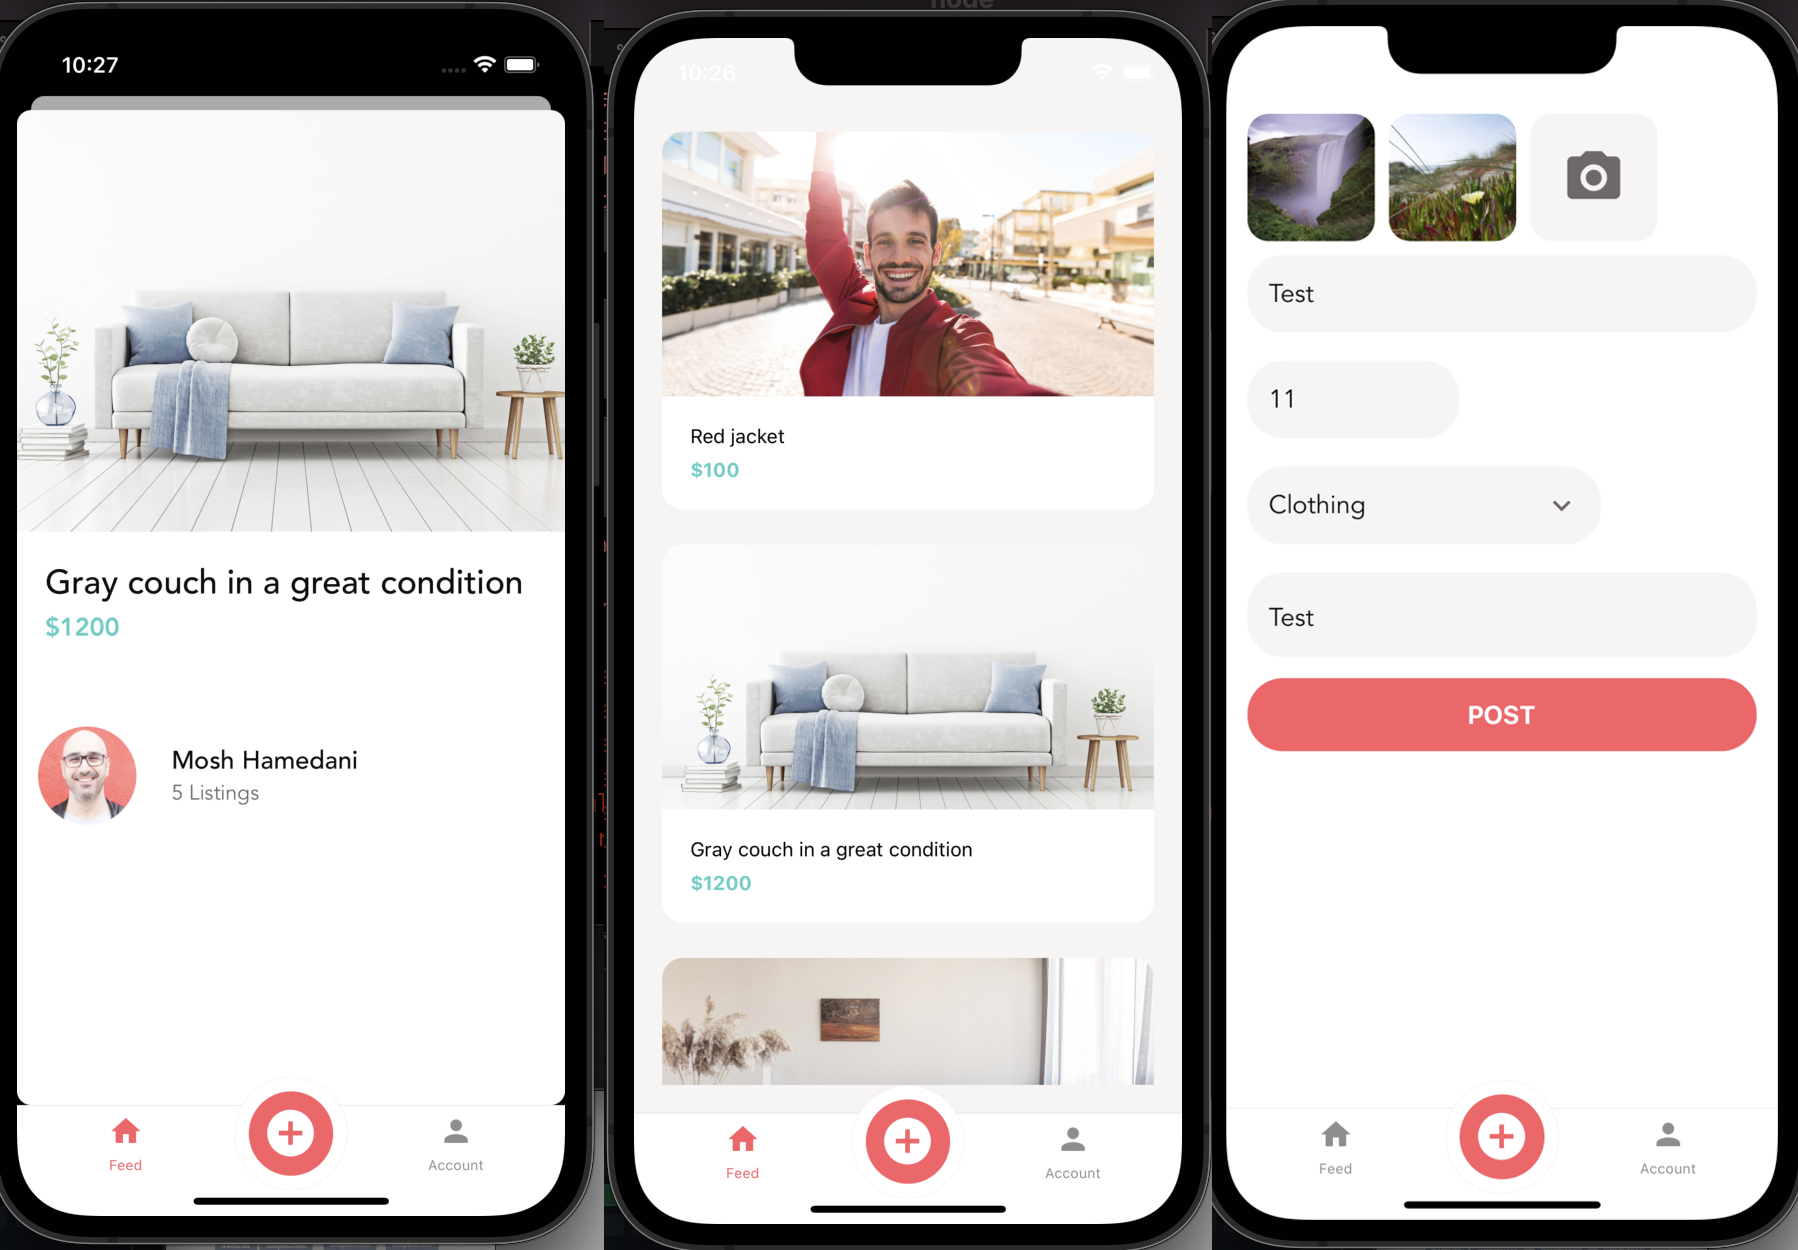 10:27
Gray couch in a great condition
$1200
Mosh Hamedani
5 Listings
Feed
Account
node
10:26
Red jacket
$100
Gray couch in a great condition
$1200
Feed
Account
Test
11
Clothing
Test
POST
Feed
Account